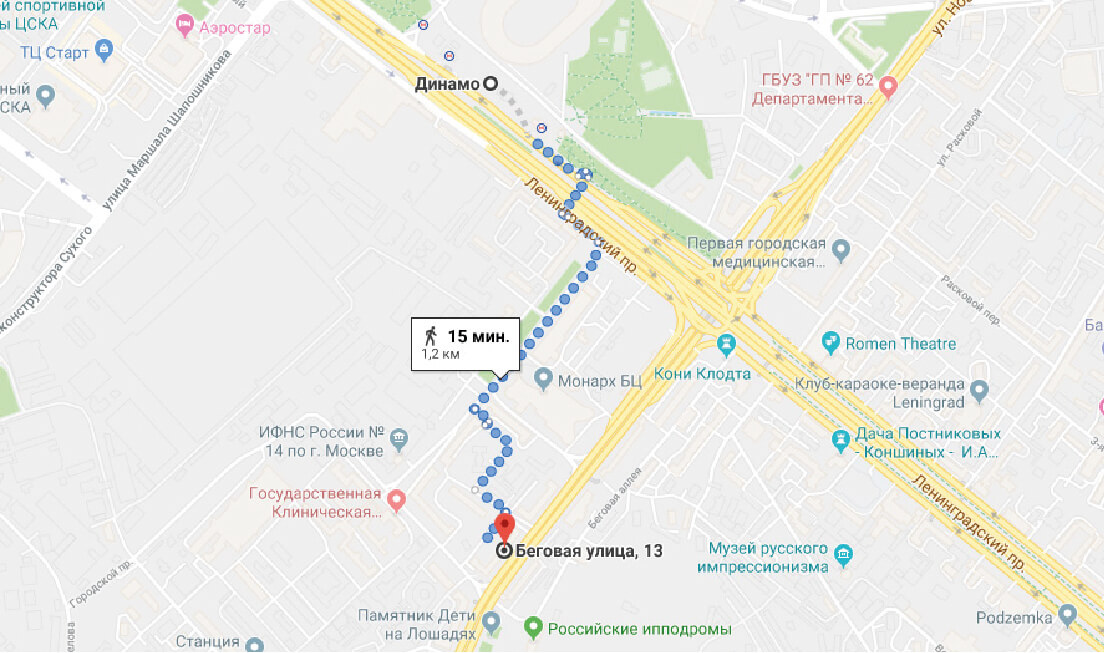 ей спортивной
ы ЦСКА
Аэростар
ТЦ Старт
ный
СКА
улица Маршала Шапошникова
конструктора Сухого
Динамо
ГБУЗ "ГП № 62
Департамента...
ул. Расковой
Ленинградский пр.
Первая городская
медицинская...
Расковой пер.
15 мин.
1,2 км
Romen Theatre
Монарх БЦ
Кони Клодта
Клуб-караоке-веранда
Leningrad
ИФНС России №
14 по г. Москве
Дача Постниковых
- Коншиных - И.А...
Государственная
Клиническая...
Ленинградский пр.
Беговая аллея
Беговая улица, 13
Музей русского
импрессионизма
Городской пр.
Памятник Дети
на Лошадях
Российские ипподромы
Podzemka
Станция